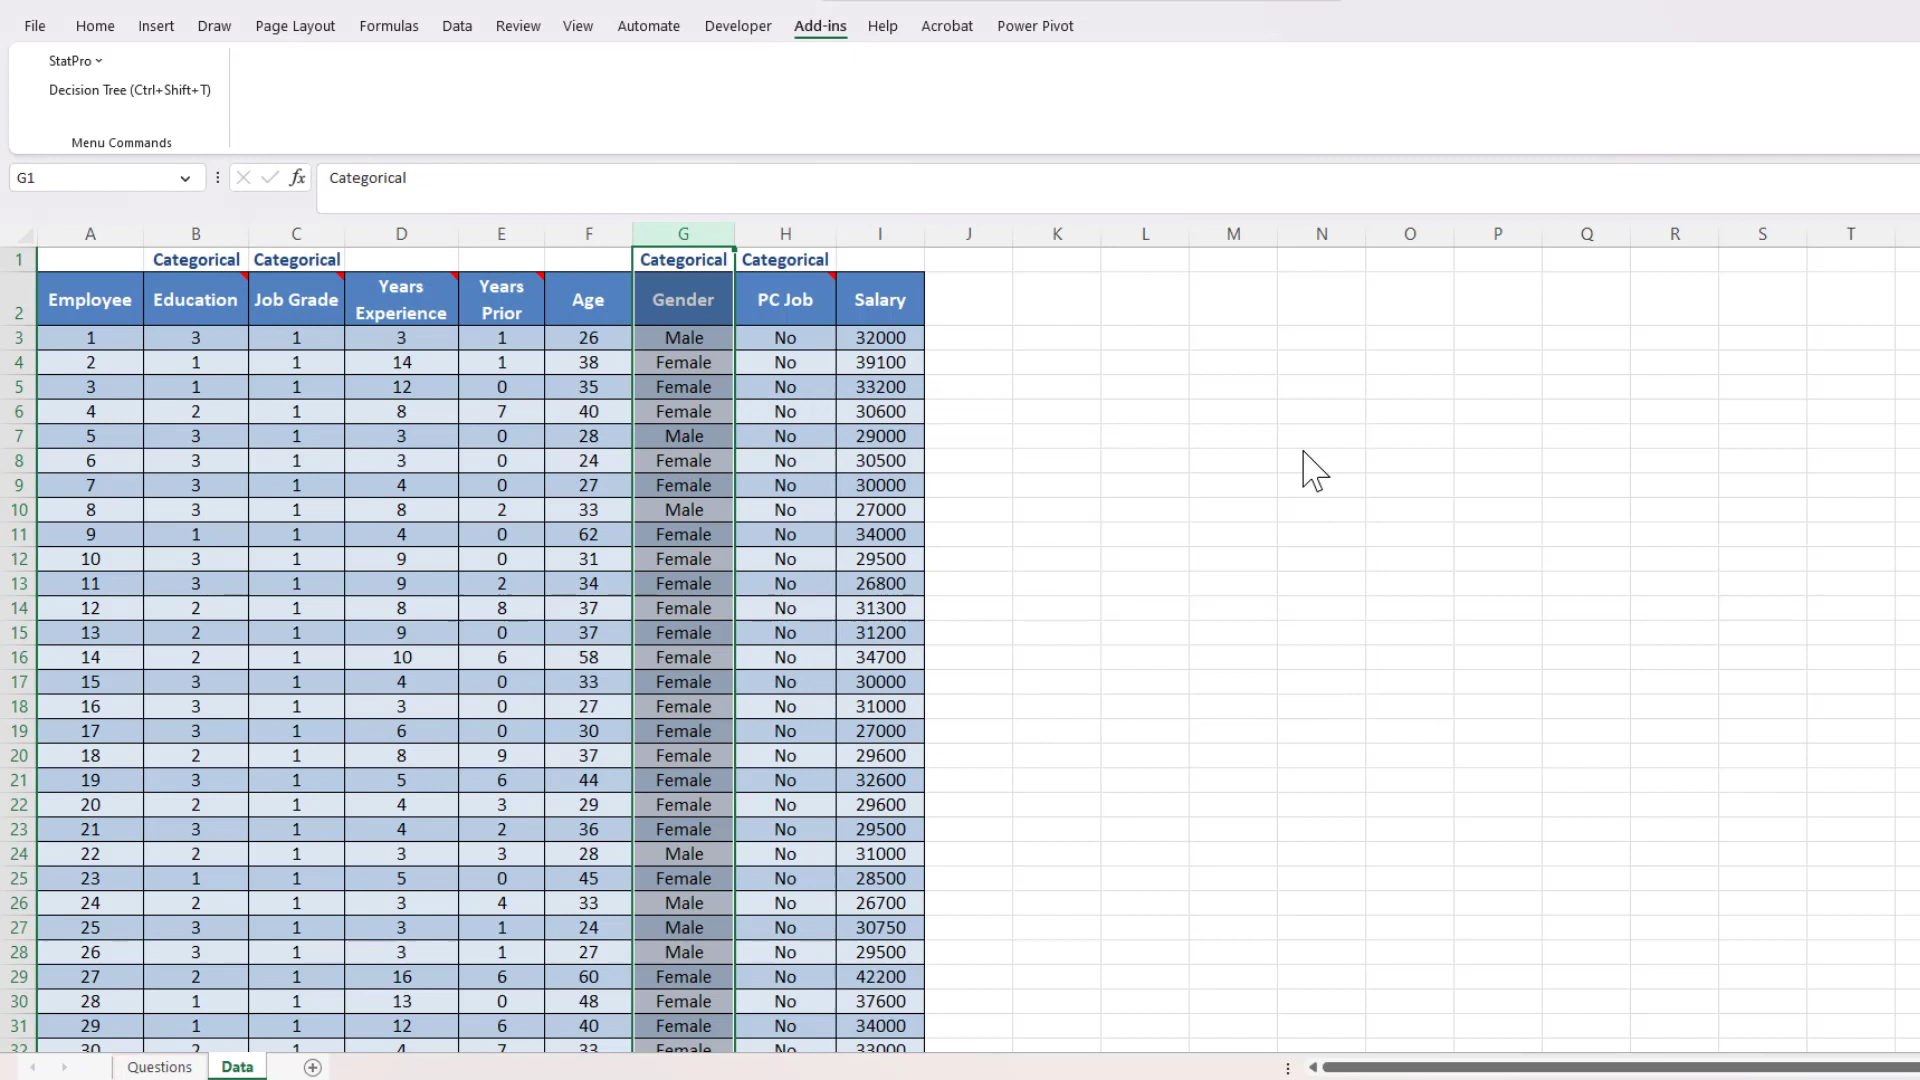 File Home Insert Draw Page Layout Formulas Data Review View Automate Developer Add-ins Help Acrobat Power Pivot
StatPro
Decision Tree (Ctrl+Shift+T)
Menu Commands
G1 fx Categorical
A B C D E F G H I J K L M N O P Q R S T
1 Categorical Categorical Categorical Categorical
2 Employee Education Job Grade Years Experience Years Prior Age Gender PC Job Salary
3 1 3 1 3 1 26 Male No 32000
4 2 1 1 14 1 38 Female No 39100
5 3 1 1 12 0 35 Female No 33200
6 4 2 1 8 7 40 Female No 30600
7 5 3 1 3 0 28 Male No 29000
8 6 3 1 3 0 24 Female No 30500
9 7 3 1 4 0 27 Female No 30000
10 8 3 1 8 2 33 Male No 27000
11 9 1 1 4 0 62 Female No 34000
12 10 3 1 9 0 31 Female No 29500
13 11 3 1 9 2 34 Female No 26800
14 12 2 1 8 8 37 Female No 31300
15 13 2 1 9 0 37 Female No 31200
16 14 2 1 10 6 58 Female No 34700
17 15 3 1 4 0 33 Female No 30000
18 16 3 1 3 0 27 Female No 31000
19 17 3 1 6 0 30 Female No 27000
20 18 2 1 8 9 37 Female No 29600
21 19 3 1 5 6 44 Female No 32600
22 20 2 1 4 3 29 Female No 29600
23 21 3 1 4 2 36 Female No 29500
24 22 2 1 3 3 28 Male No 31000
25 23 1 1 5 0 45 Female No 28500
26 24 2 1 3 4 33 Male No 26700
27 25 3 1 3 1 24 Male No 30750
28 26 3 1 3 1 27 Male No 29500
29 27 2 1 16 6 60 Female No 42200
30 28 1 1 13 0 48 Female No 37600
31 29 1 1 12 6 40 Female No 34000
32 30 2 1 4 7 33 Female No 33000
Questions Data